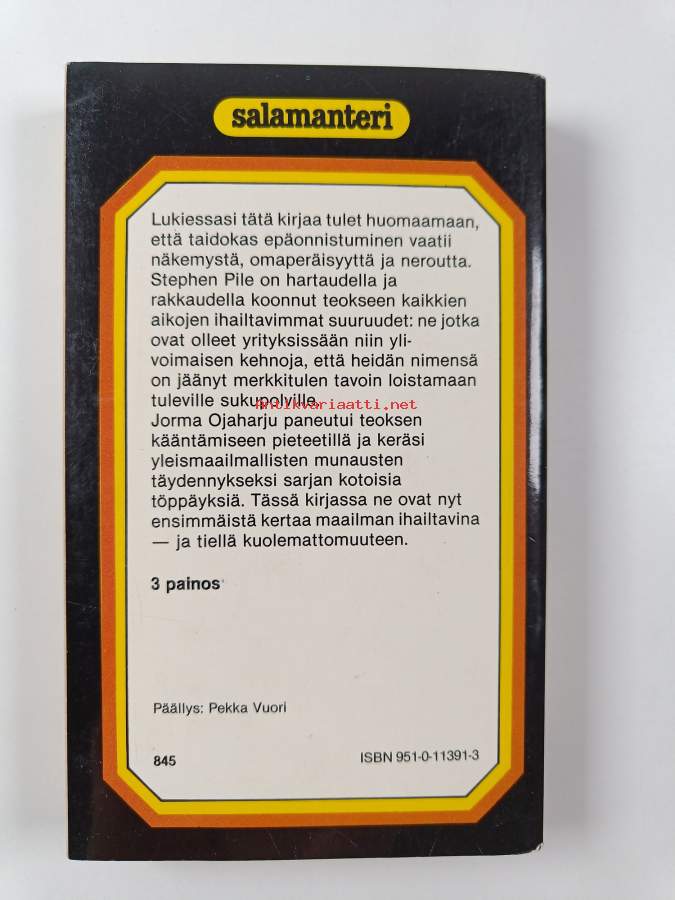 salamanteri
Lukiessasi tätä kirjaa tulet huomaamaan,
että taidokas epäonnistuminen vaatii
näkemystä, omaperäisyyttä ja neroutta.
Stephen Pile on hartaudella ja
rakkaudella koonnut teokseen kaikkien
aikojen ihailtavimmat suuruudet: ne jotka
ovat olleet yrityksissään niin yli-
voimaisen kehnoja, että heidän nimensä
on jäänyt merkkitulen tavoin loistamaan
tuleville sukupolville.
Antikvariaatti.net
Jorma Ojaharju paneutui teoksen
kääntämiseen pieteetillä ja keräsi
yleismaailmallisten munausten
täydennykseksi sarjan kotoisia
töppäyksiä. Tässä kirjassa ne ovat nyt
ensimmäistä kertaa maailman ihailtavina
— ja tiellä kuolemattomuuteen.
3 painos
Päällys: Pekka Vuori
845 ISBN 951-0-11391-3